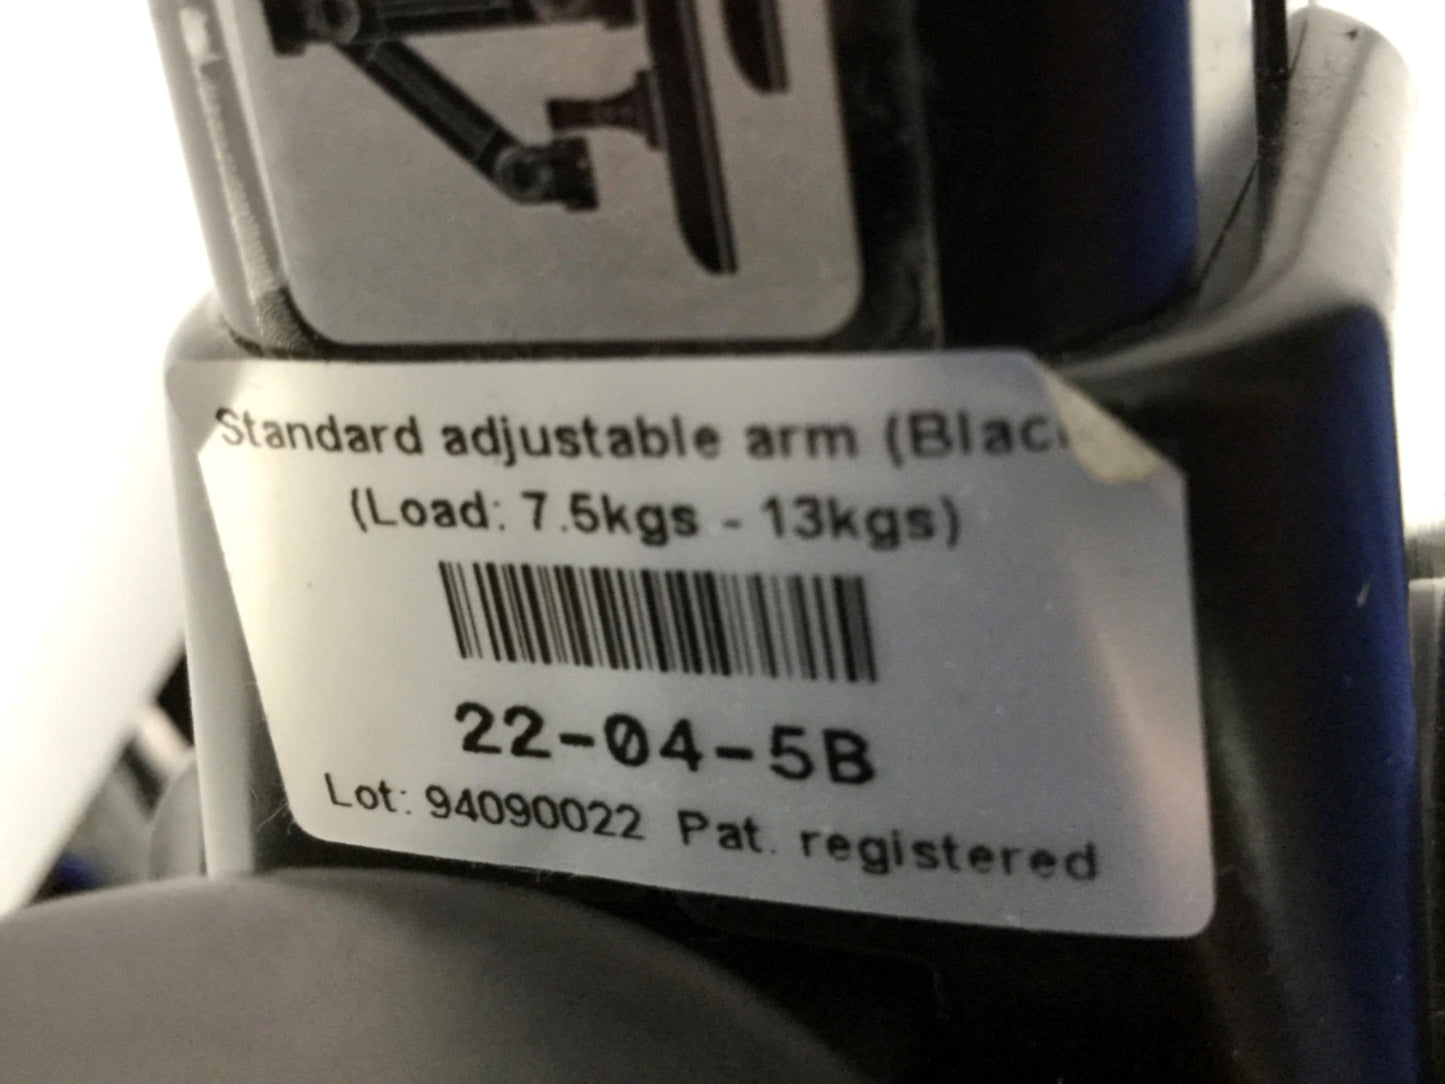 Standard adjustable arm (Blac
(Load: 7.5kgs - 13kgs)
22-04-5B
Lot: 94090022 Pat. registered